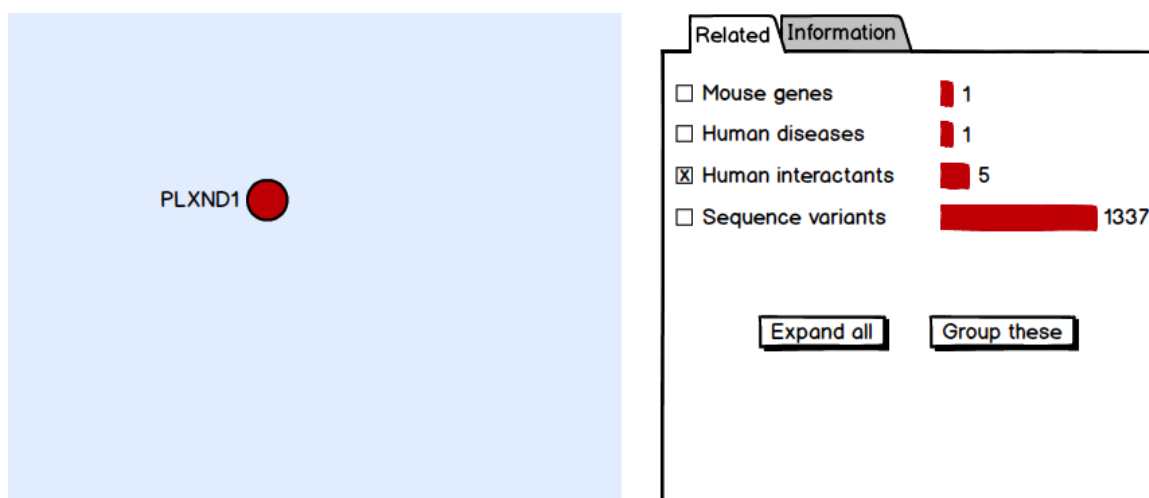 Related Information
Mouse genes 1
Human diseases 1
PLXND1
X Human interactants 5
Sequence variants 1337
Expand all Group these